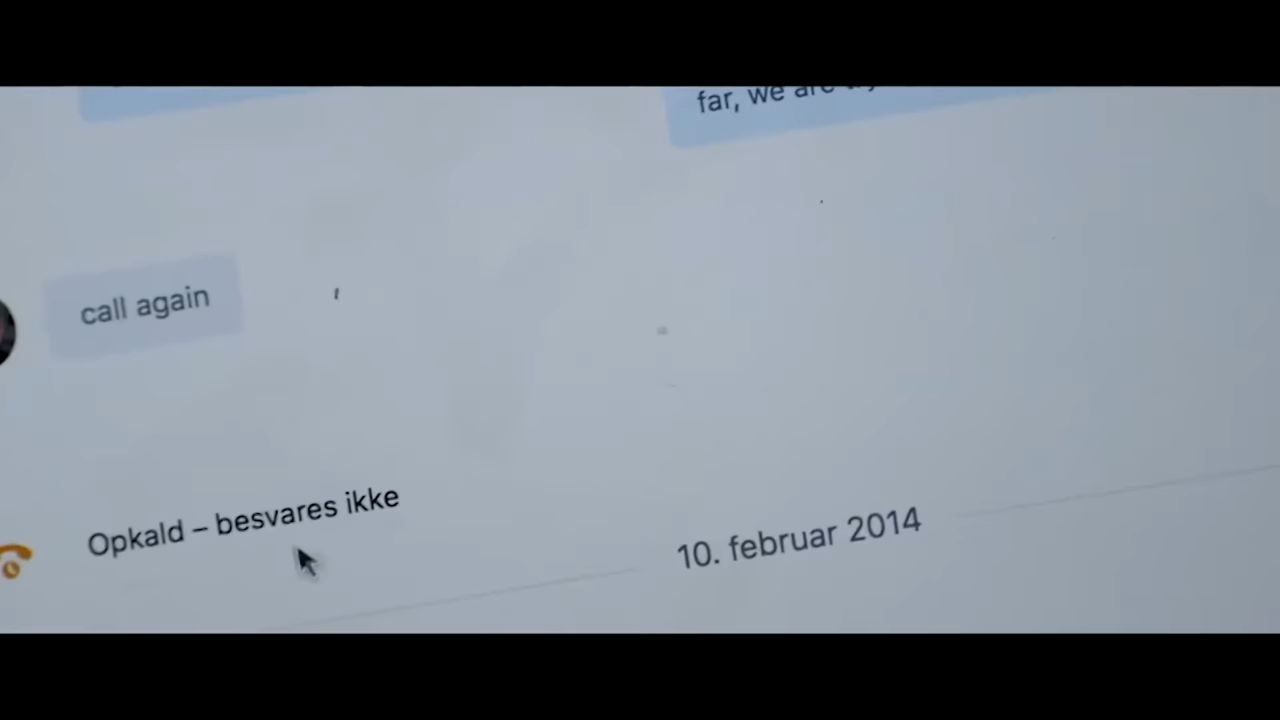 far, we are
call again
Opkald – besvares ikke
10. februar 2014